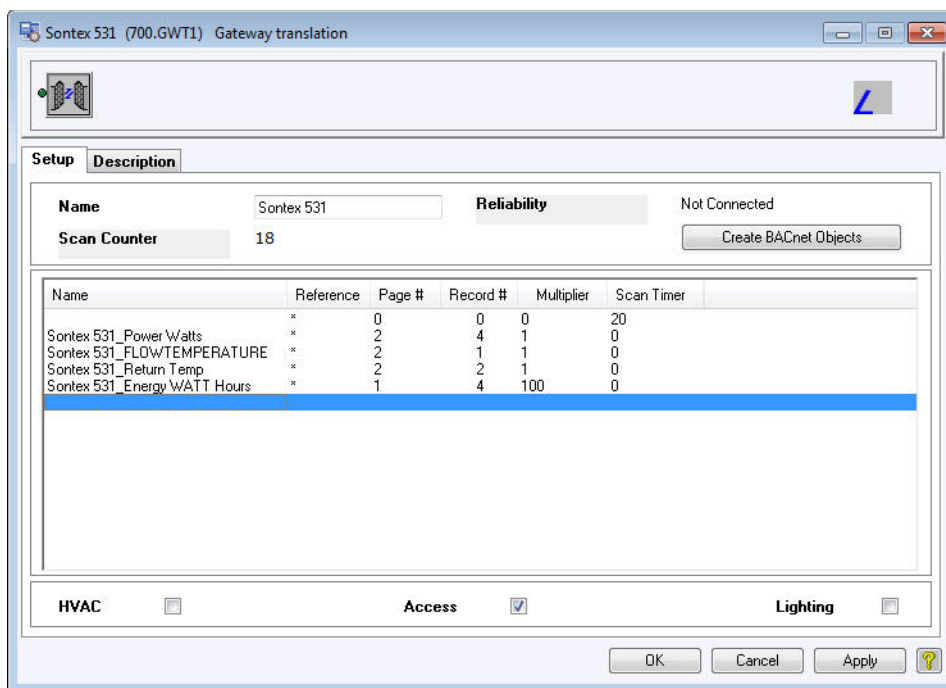 Sontex 531 (700.GWT1) Gateway translation
Setup Description
Name Sontex 531 Reliability Not Connected
Scan Counter 18 Create BACnet Objects
Name Reference Page # Record # Multiplier Scan Timer
* 0 0 0 20
Sontex 531_Power Watts * 2 4 1 0
Sontex 531_FLOWTEMPERATURE * 2 1 1 0
Sontex 531_Return Temp * 2 2 1 0
Sontex 531_Energy WATT Hours * 1 4 100 0
HVAC Access Lighting
OK Cancel Apply ?